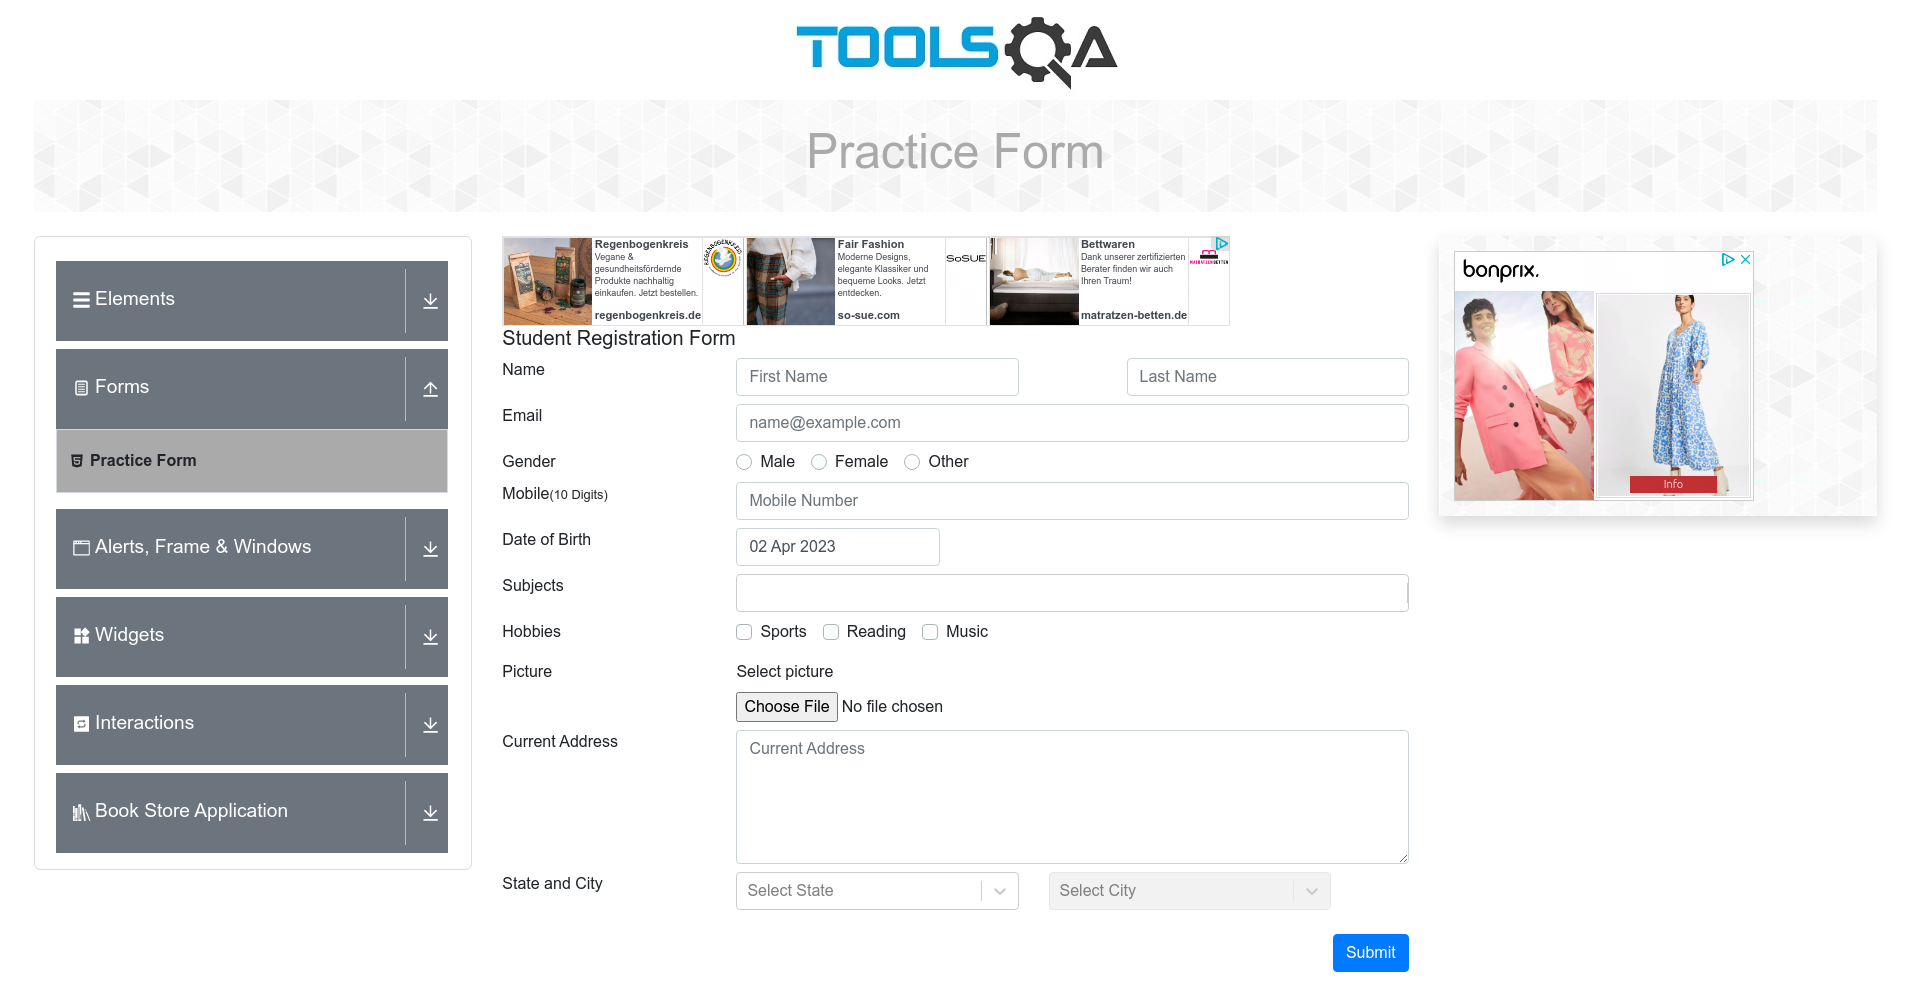 TOOLSQA
Practice Form
Elements
Forms
Practice Form
Alerts, Frame & Windows
Widgets
Interactions
Book Store Application
Regenbogenkreis
Vegane &
gesundheitsfördernde
Produkte nachhaltig
einkaufen. Jetzt bestellen.
regenbogenkreis.de
REGENBOGENKREIS
Fair Fashion
Moderne Designs,
elegante Klassiker und
bequeme Looks. Jetzt
entdecken.
so-sue.com
SoSUE
Bettwaren
Dank unserer zertifizierten
Berater finden wir auch
Ihren Traum!
matratzen-betten.de
MATRATZENBETTEN
Student Registration Form
Name First Name Last Name
Email name@example.com
Gender Male Female Other
Mobile(10 Digits) Mobile Number
Date of Birth 02 Apr 2023
Subjects
Hobbies Sports Reading Music
Picture Select picture
Choose File No file chosen
Current Address Current Address
State and City Select State Select City
Submit
bonprix.
Info